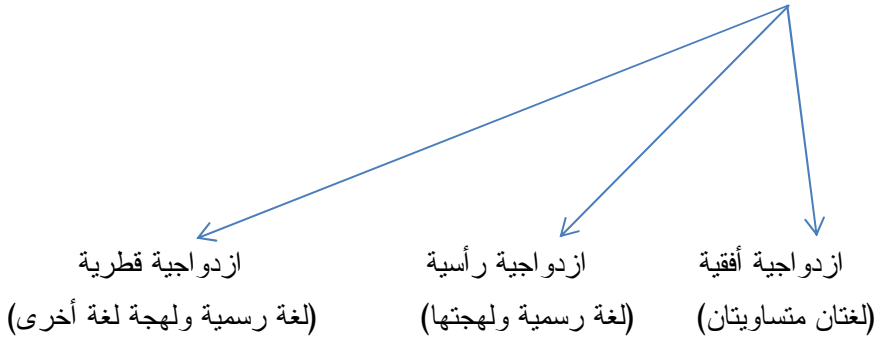 ازدواجية أفقية ازدواجية رأسية ازدواجية قطرية
(لغتان متساويتان) (لغة رسمية ولهجتها) (لغة رسمية ولهجة لغة أخرى)